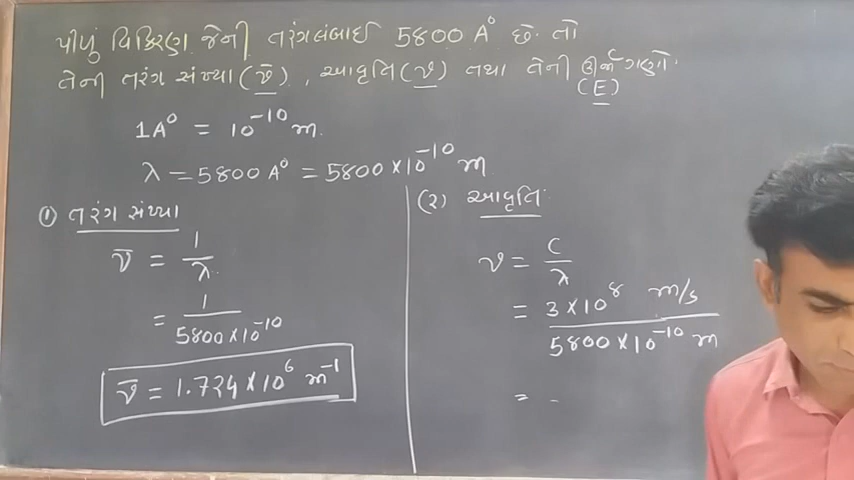 પીળું વિકિરણ જેની તરંગલંબાઈ 5800 A° છે. તો
તેની તરંગ સંખ્યા (ν̅), આવૃતિ (ν) તથા તેની ઊર્જા ગણો.
(E)
1A° = 10⁻¹⁰ m.
λ = 5800 A° = 5800 × 10⁻¹⁰ m
① તરંગ સંખ્યા
ν̅ = 1/λ
= 1/5800 × 10⁻¹⁰
ν̅ = 1.724 × 10⁶ m⁻¹
(૨) આવૃતિ
ν = C/λ
= 3 × 10⁸ m/s
5800 × 10⁻¹⁰ m
= -